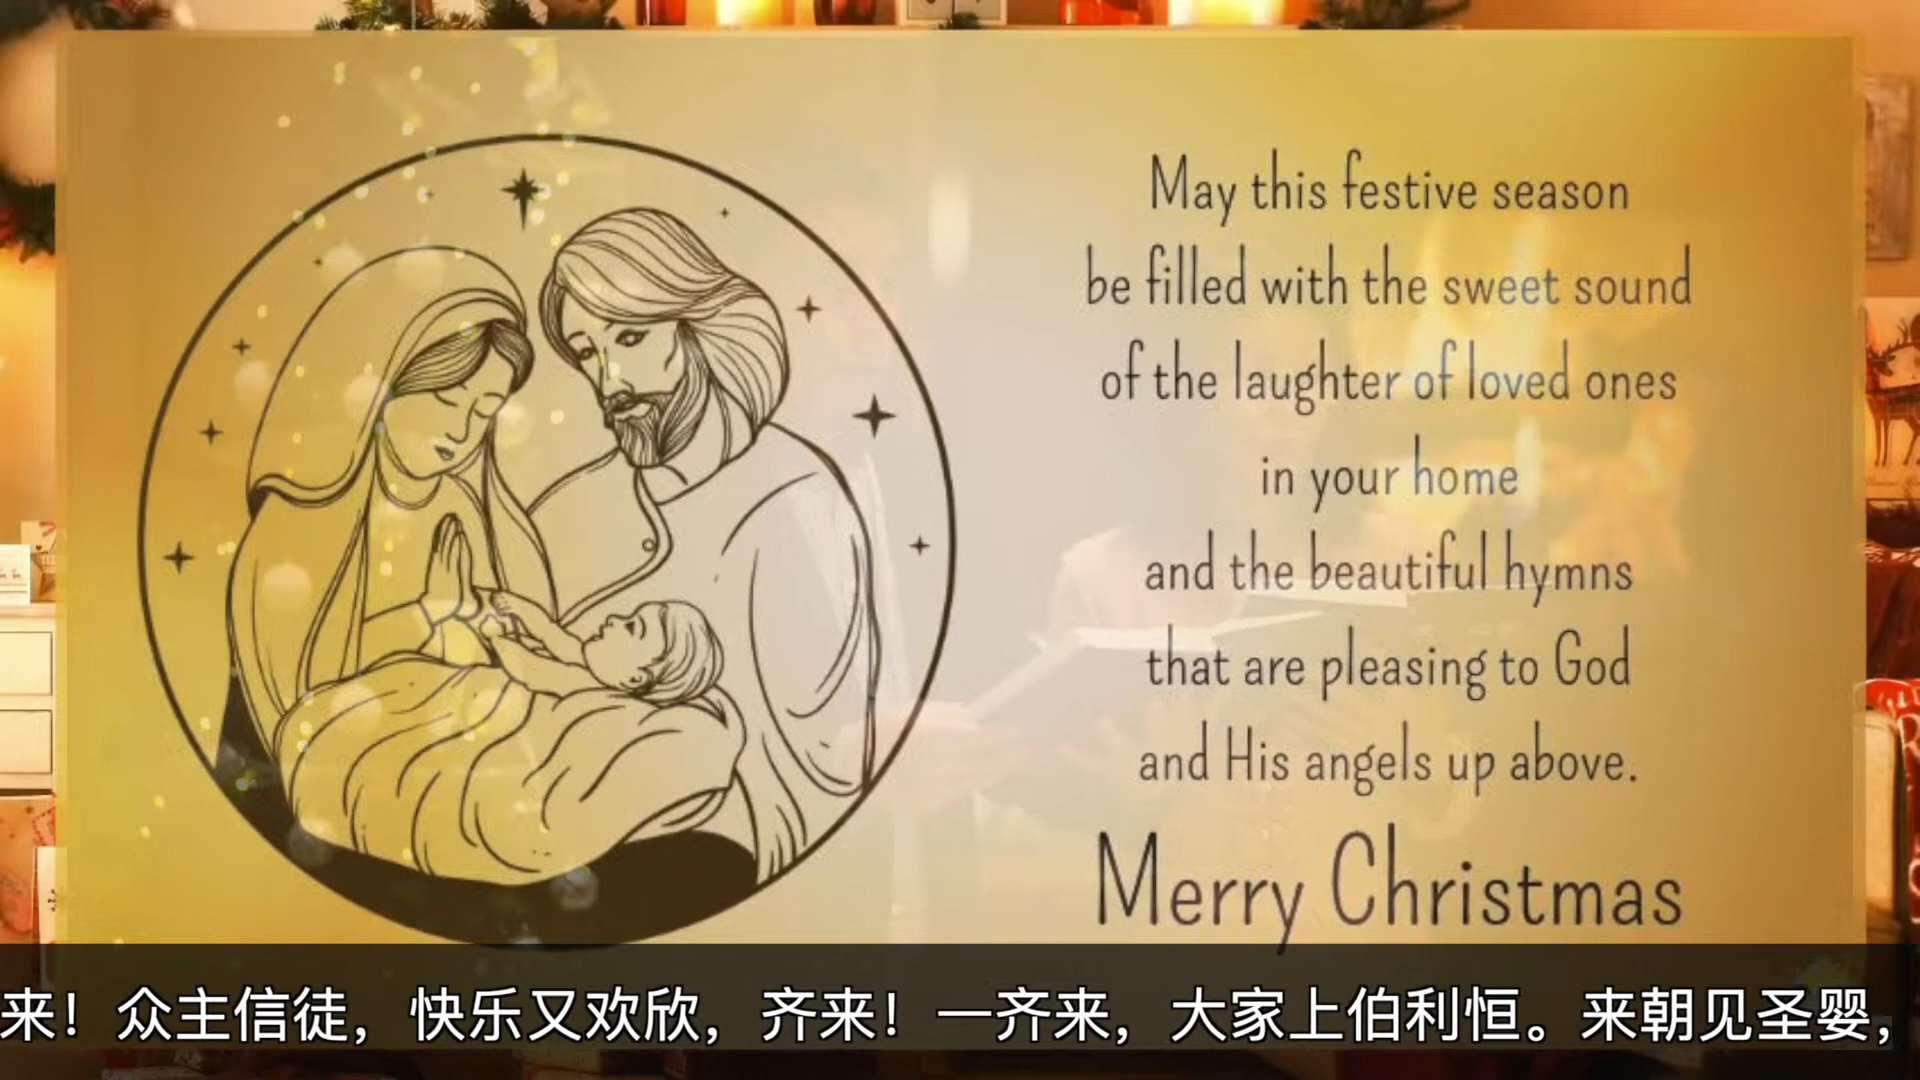 May this festive season
be filled with the sweet sound
of the laughter of loved ones
in your home
and the beautiful hymns
that are pleasing to God
and His angels up above.
Merry Christmas
来！众主信徒，快乐又欢欣，齐来！一齐来，大家上伯利恒。来朝见圣婴，